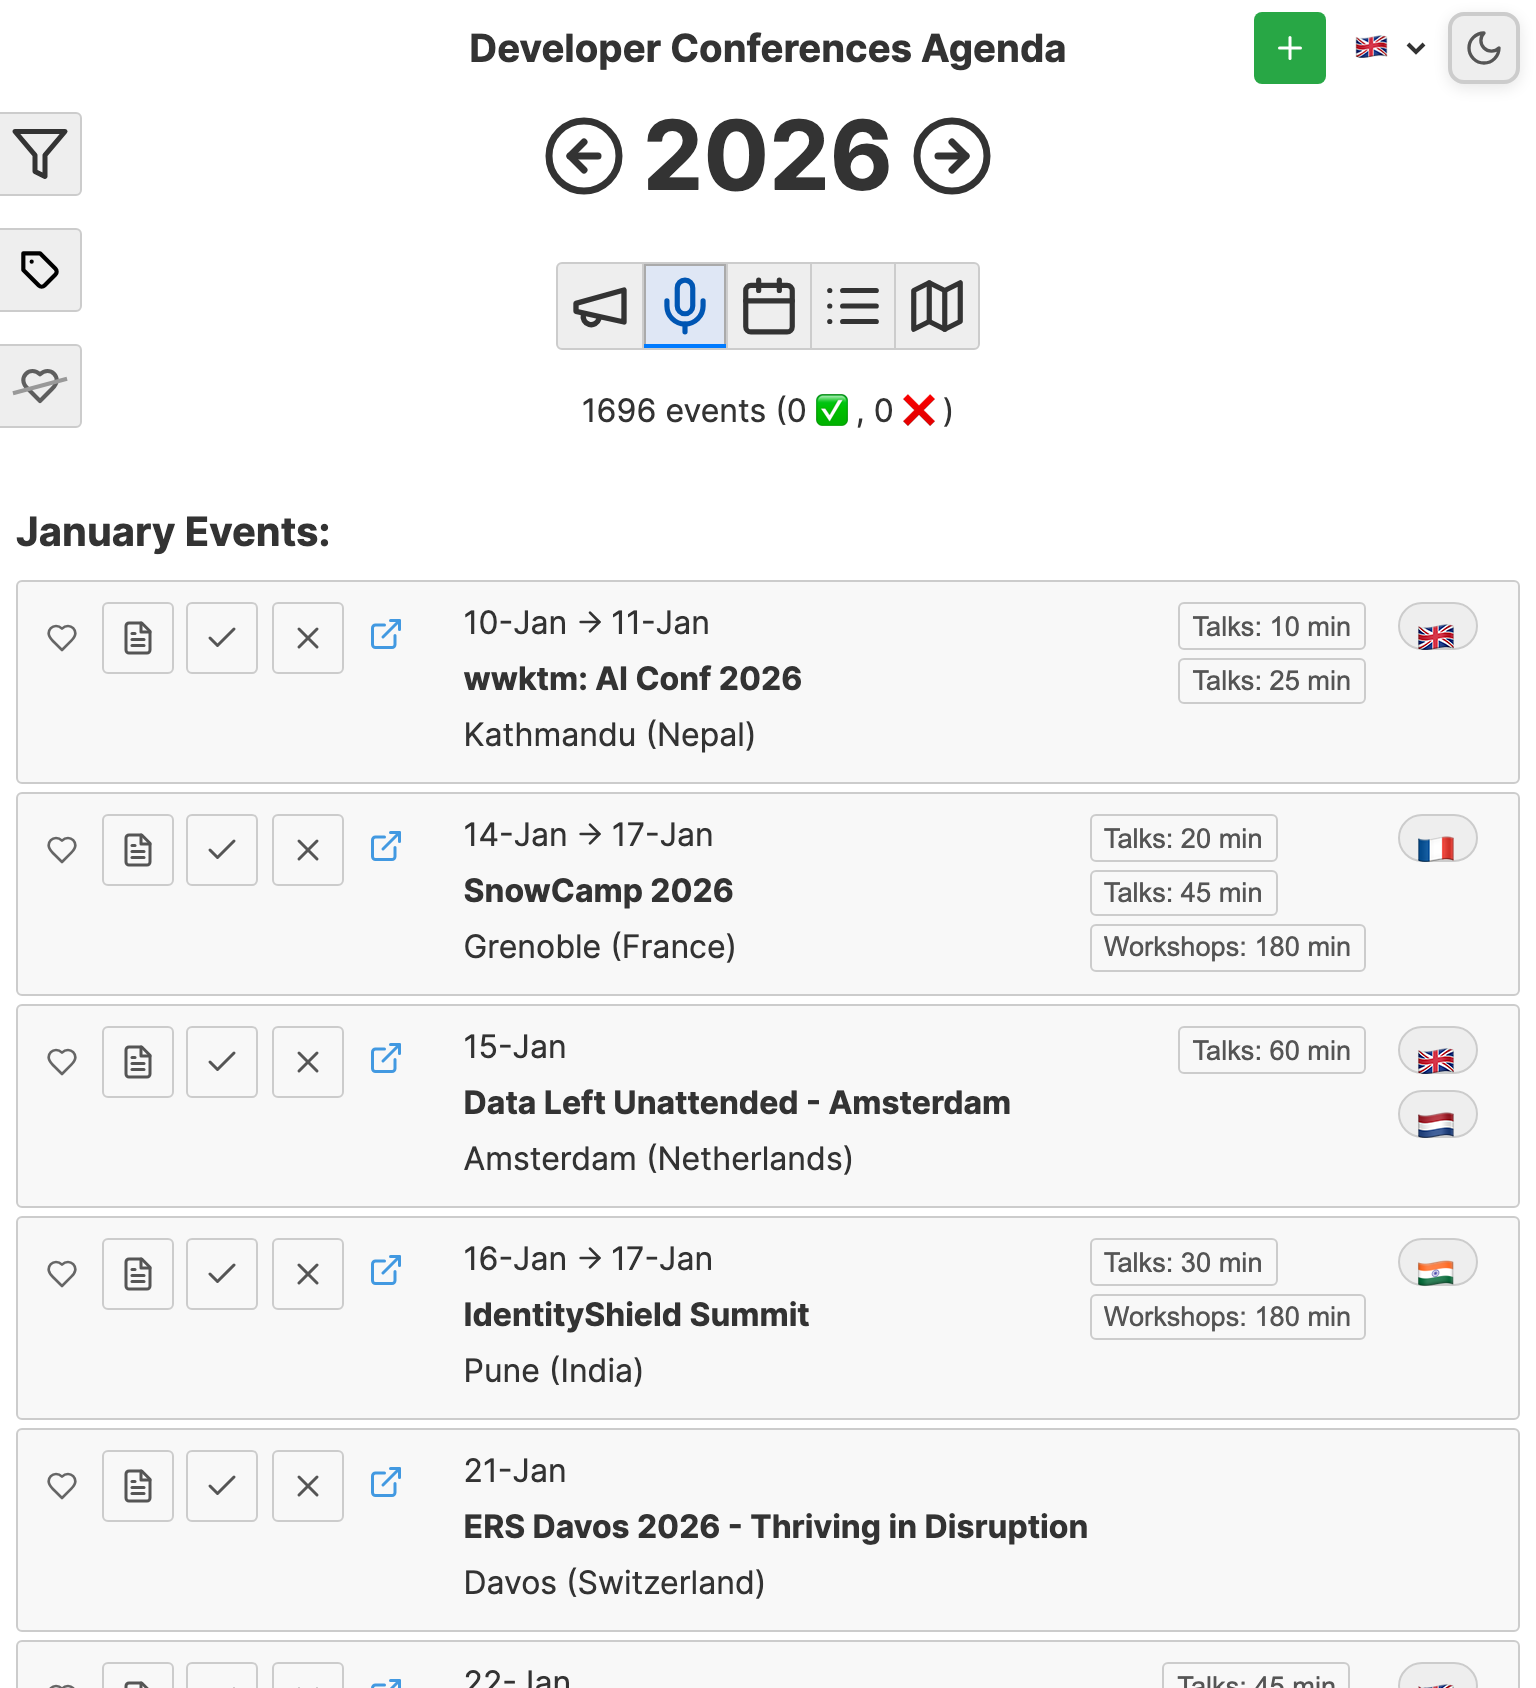 Developer Conferences Agenda
2026
1696 events (0 ✅ , 0 ❌ )
January Events:
10-Jan → 11-Jan
wwktm: AI Conf 2026
Kathmandu (Nepal)
Talks: 10 min
Talks: 25 min
14-Jan → 17-Jan
SnowCamp 2026
Grenoble (France)
Talks: 20 min
Talks: 45 min
Workshops: 180 min
15-Jan
Data Left Unattended - Amsterdam
Amsterdam (Netherlands)
Talks: 60 min
16-Jan → 17-Jan
IdentityShield Summit
Pune (India)
Talks: 30 min
Workshops: 180 min
21-Jan
ERS Davos 2026 - Thriving in Disruption
Davos (Switzerland)
22-Jan
Talks: 45 min